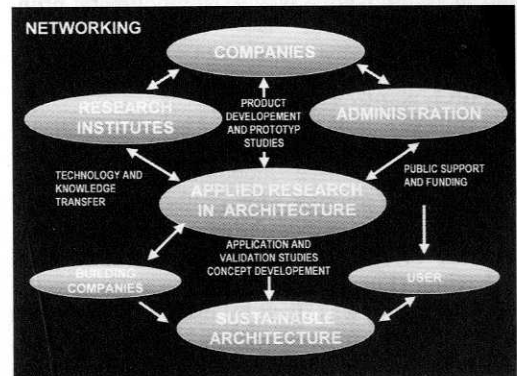 NETWORKING
COMPANIES
RESEARCH
INSTITUTES
PRODUCT
DEVELOPEMENT
AND PROTOTYP
STUDIES
ADMINISTRATION
TECHNOLOGY AND
KNOWLEDGE
TRANSFER
APPLIED RESEARCH
IN ARCHITECTURE
PUBLIC SUPPORT
AND FUNDING
APPLICATION AND
VALIDATION STUDIES
CONCEPT DEVELOPEMENT
BUILDING
COMPANIES
USER
SUSTAINABLE
ARCHITECTURE